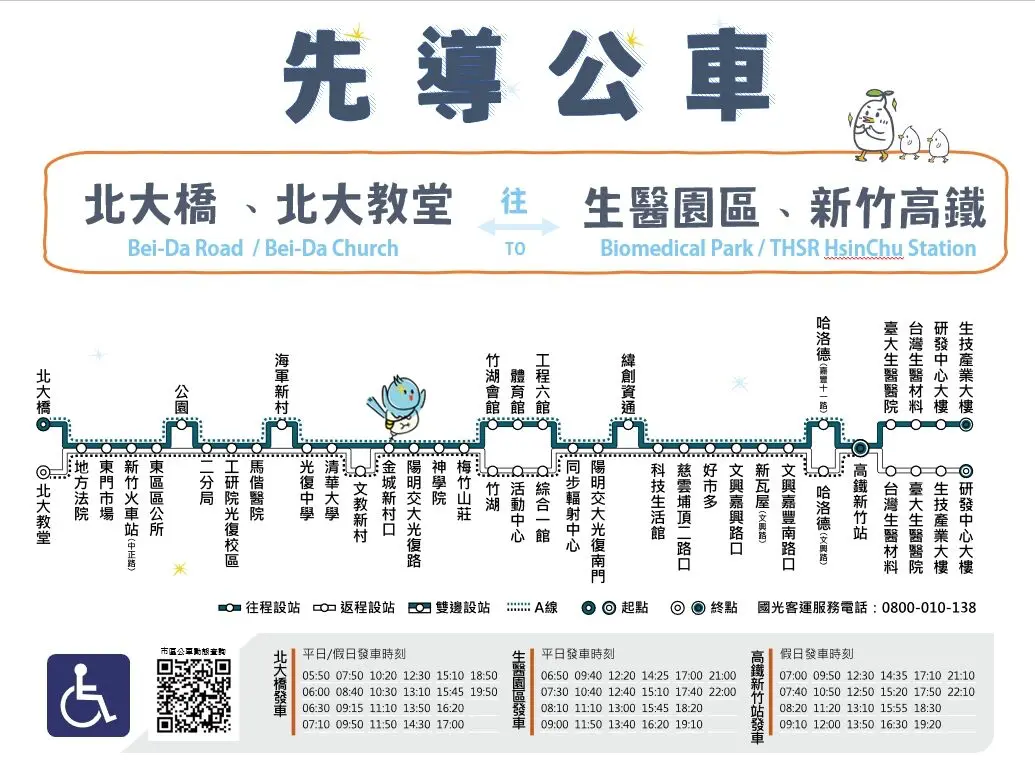 先導公車
北大橋、北大教堂
Bei-Da Road / Bei-Da Church
往
TO
生醫園區、新竹高鐵
Biomedical Park / THSR HsinChu Station
北大橋
公園
海軍新村
竹湖會館
體育館
工程六館
緯創資通
哈洛德(嘉豐十一路)
臺大生醫醫院
台灣生醫材料
研發中心大樓
生技產業大樓
北大教堂
地方法院
東門市場
新竹火車站(中正路)
東區區公所
二分局
工研院光復校區
馬偕醫院
光復中學
清華大學
文教新村
金城新村口
陽明交大光復路
神學院
梅竹山莊
竹湖
活動中心
綜合一館
同步輻射中心
陽明交大光復南門
科技生活館
慈雲埔頂二路口
好市多
文興嘉興路口
新瓦屋(文興路)
文興嘉豐南路口
哈洛德(文興路)
高鐵新竹站
台灣生醫材料
臺大生醫醫院
生技產業大樓
研發中心大樓
往程設站 返程設站 雙邊設站 A線 起點 終點 國光客運服務電話：0800-010-138
市區公車動態查詢
北大橋發車
平日/假日發車時刻
05:50 07:50 10:20 12:30 15:10 18:50
06:00 08:40 10:30 13:10 15:45 19:50
06:30 09:15 11:10 13:50 16:20
07:10 09:50 11:50 14:30 17:00
生醫園區發車
平日發車時刻
06:50 09:40 12:20 14:25 17:00 21:00
07:30 10:40 12:40 15:10 17:40 22:00
08:10 11:10 13:00 15:45 18:20
09:00 11:50 13:40 16:20 19:10
高鐵新竹站發車
假日發車時刻
07:00 09:50 12:30 14:35 17:10 21:10
07:40 10:50 12:50 15:20 17:50 22:10
08:20 11:20 13:10 15:55 18:30
09:10 12:00 13:50 16:30 19:20